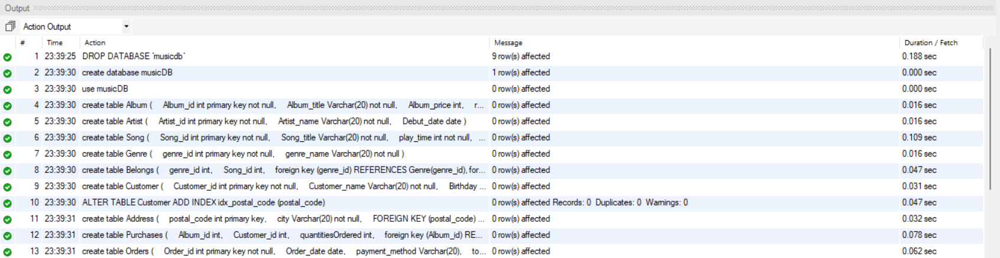 Output
Action Output
# Time Action Message Duration / Fetch
1 23:39:25 DROP DATABASE `musicdb` 9 row(s) affected 0.188 sec
2 23:39:30 create database musicDB 1 row(s) affected 0.000 sec
3 23:39:30 use musicDB 0 row(s) affected 0.000 sec
4 23:39:30 create table Album ( Album_id int primary key not null, Album_title Varchar(20) not null, Album_price int, r... 0 row(s) affected 0.016 sec
5 23:39:30 create table Artist ( Artist_id int primary key not null, Artist_name Varchar(20) not null, Debut_date date ) 0 row(s) affected 0.016 sec
6 23:39:30 create table Song ( Song_id int primary key not null, Song_title Varchar(20) not null, play_time int not null, ... 0 row(s) affected 0.109 sec
7 23:39:30 create table Genre ( genre_id int primary key not null, genre_name Varchar(20) not null ) 0 row(s) affected 0.016 sec
8 23:39:30 create table Belongs ( genre_id int, Song_id int, foreign key (genre_id) REFERENCES Genre(genre_id), for... 0 row(s) affected 0.047 sec
9 23:39:30 create table Customer ( Customer_id int primary key not null, Customer_name Varchar(20) not null, Birthday ... 0 row(s) affected 0.031 sec
10 23:39:30 ALTER TABLE Customer ADD INDEX idx_postal_code (postal_code) 0 row(s) affected Records: 0 Duplicates: 0 Warnings: 0 0.047 sec
11 23:39:31 create table Address ( postal_code int primary key, city Varchar(20) not null, FOREIGN KEY (postal_code) ... 0 row(s) affected 0.032 sec
12 23:39:31 create table Purchases ( Album_id int, Customer_id int, quantitiesOrdered int, foreign key (Album_id) RE... 0 row(s) affected 0.078 sec
13 23:39:31 create table Orders ( Order_id int primary key not null, Order_date date, payment_method Varchar(20), to... 0 row(s) affected 0.062 sec